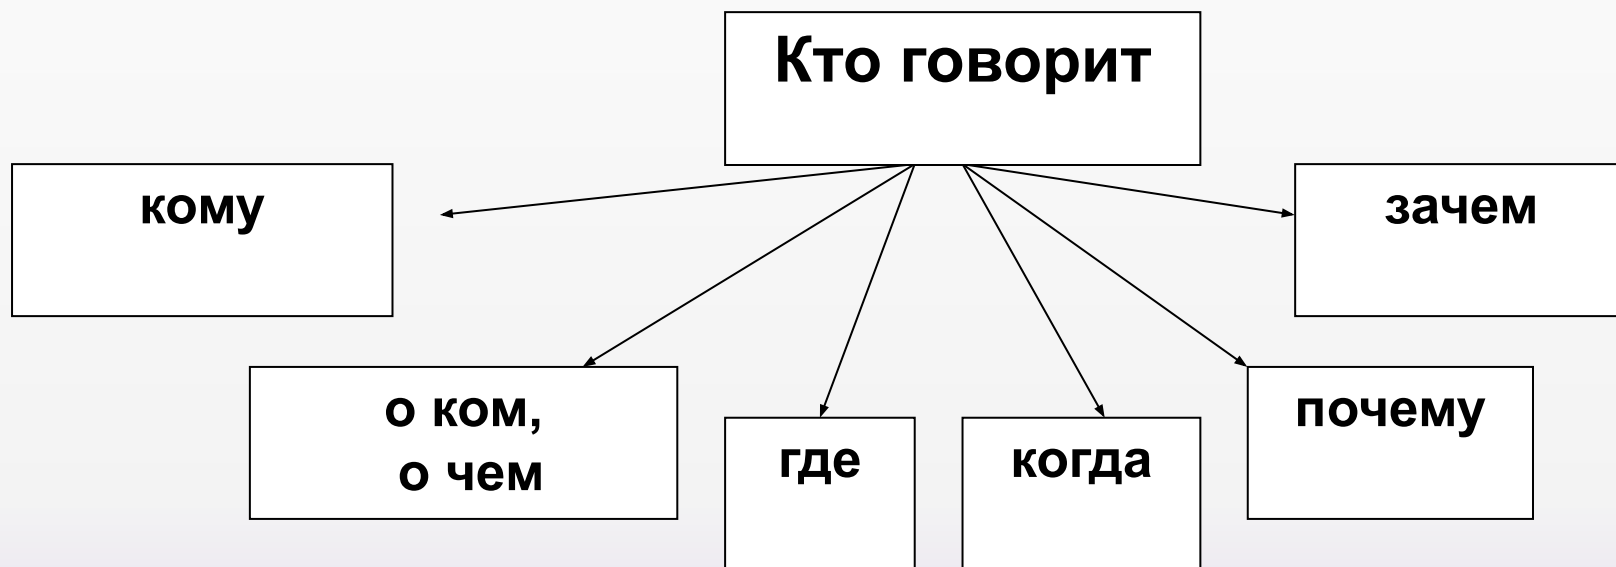 Кто говорит
кому
зачем
о ком,
о чем
где
когда
почему